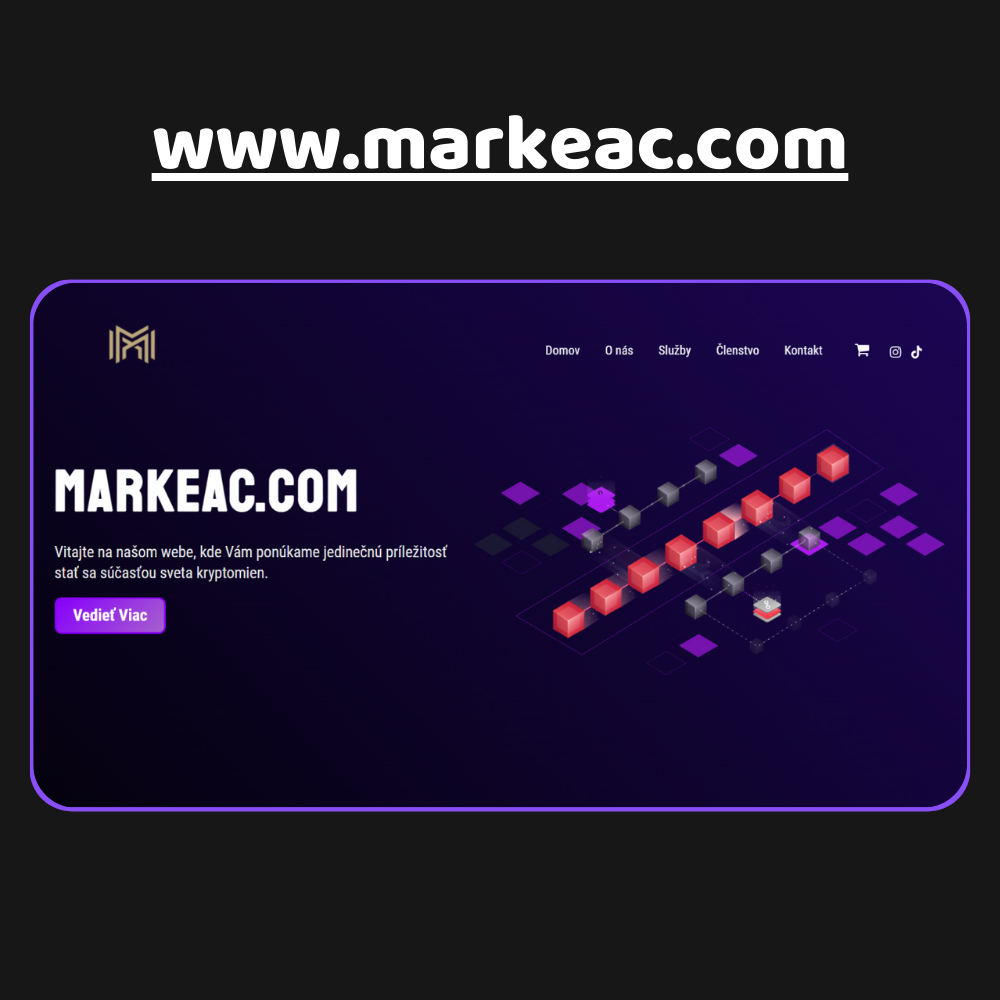 www.markeac.com
Domov O nás Služby Členstvo Kontakt
MARKEAC.COM
Vitajte na našom webe, kde Vám ponúkame jedinečnú príležitosť
stať sa súčasťou sveta kryptomien.
Vedieť Viac